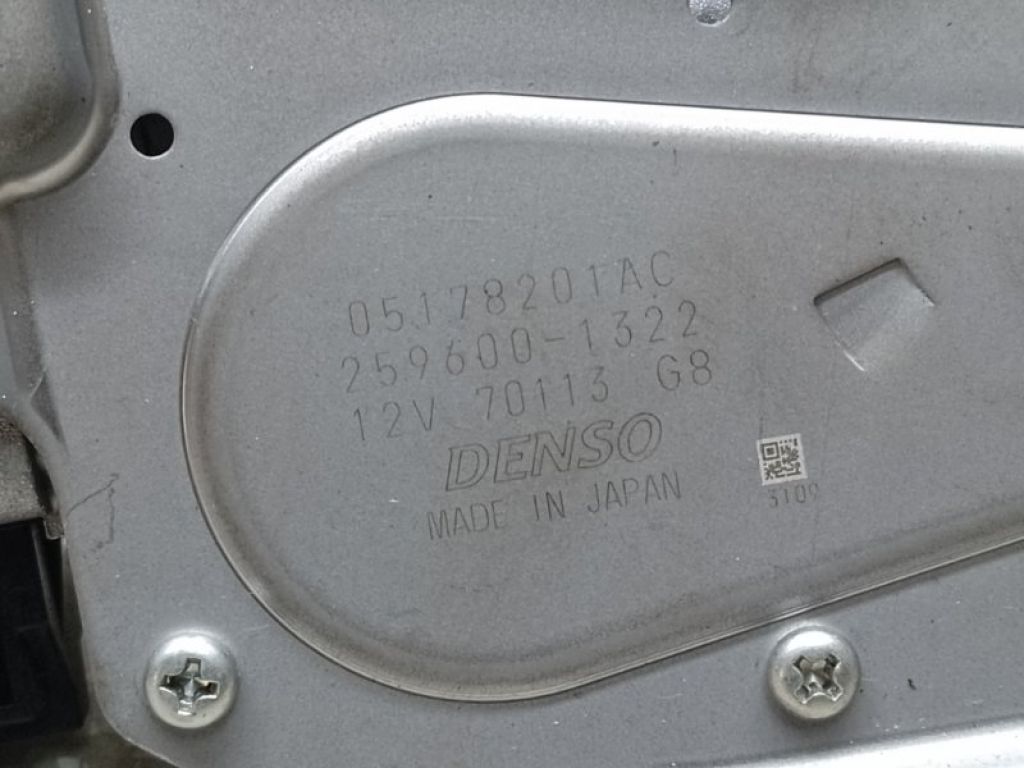 05178201AC
259600-1322
12V 70113 G8
DENSO
MADE IN JAPAN
3109